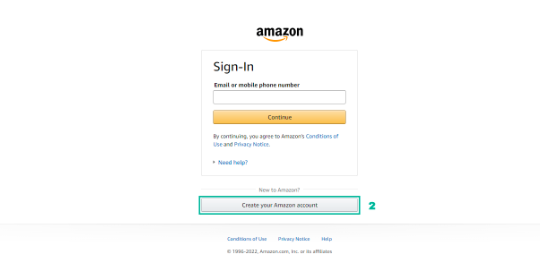 amazon
Sign-In
Email or mobile phone number
Continue
By continuing, you agree to Amazon's Conditions of
Use and Privacy Notice.
Need help?
New to Amazon?
Create your Amazon account
2
Conditions of Use Privacy Notice Help
© 1996-2022, Amazon.com, Inc. or its affiliates